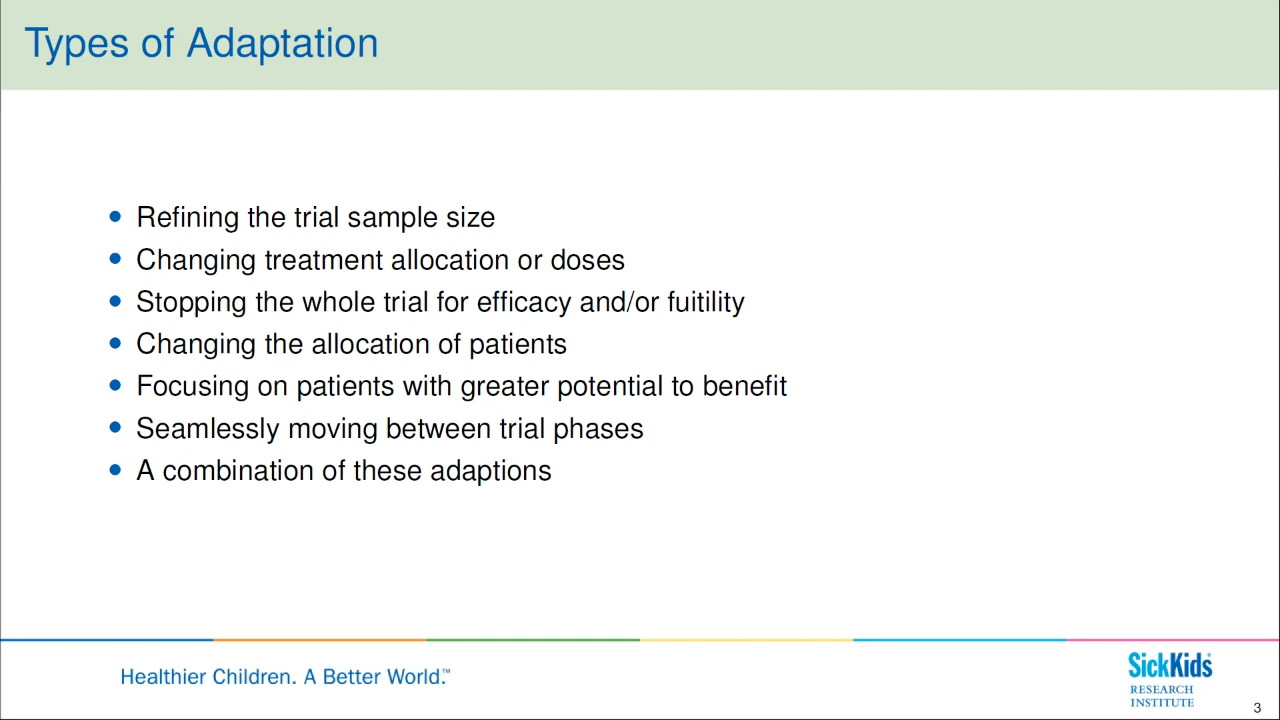 Types of Adaptation
• Refining the trial sample size
• Changing treatment allocation or doses
• Stopping the whole trial for efficacy and/or fuitility
• Changing the allocation of patients
• Focusing on patients with greater potential to benefit
• Seamlessly moving between trial phases
• A combination of these adaptions
Healthier Children. A Better World.™
SickKids®
RESEARCH
INSTITUTE
3